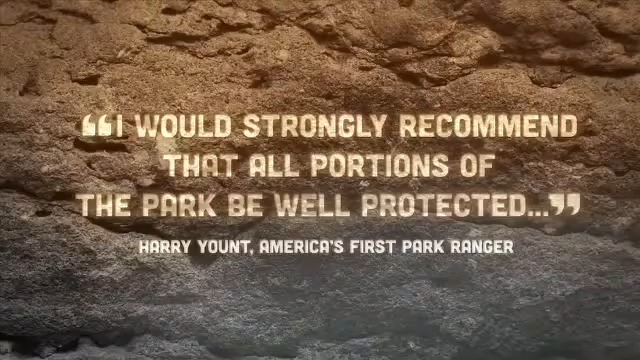 “I WOULD STRONGLY RECOMMEND
THAT ALL PORTIONS OF
THE PARK BE WELL PROTECTED...”
HARRY YOUNT, AMERICA'S FIRST PARK RANGER